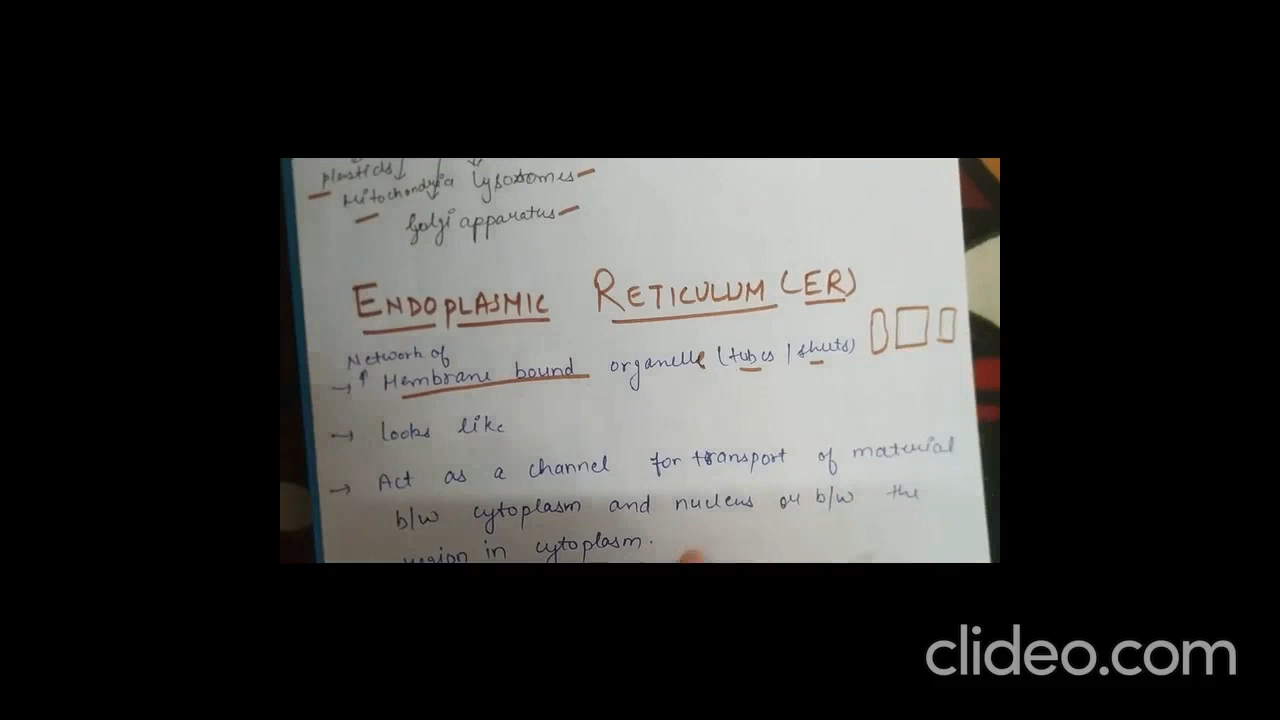 plastids
Mitochondria
lysosomes
Golgi apparatus
ENDOPLASMIC RETICULUM (ER)
Network of
→ Membrane bound organelle (tubes / sheets)
→ looks like
→ Act as a channel for transport of material
b/w cytoplasm and nucleus or b/w the
region in cytoplasm.
clideo.com